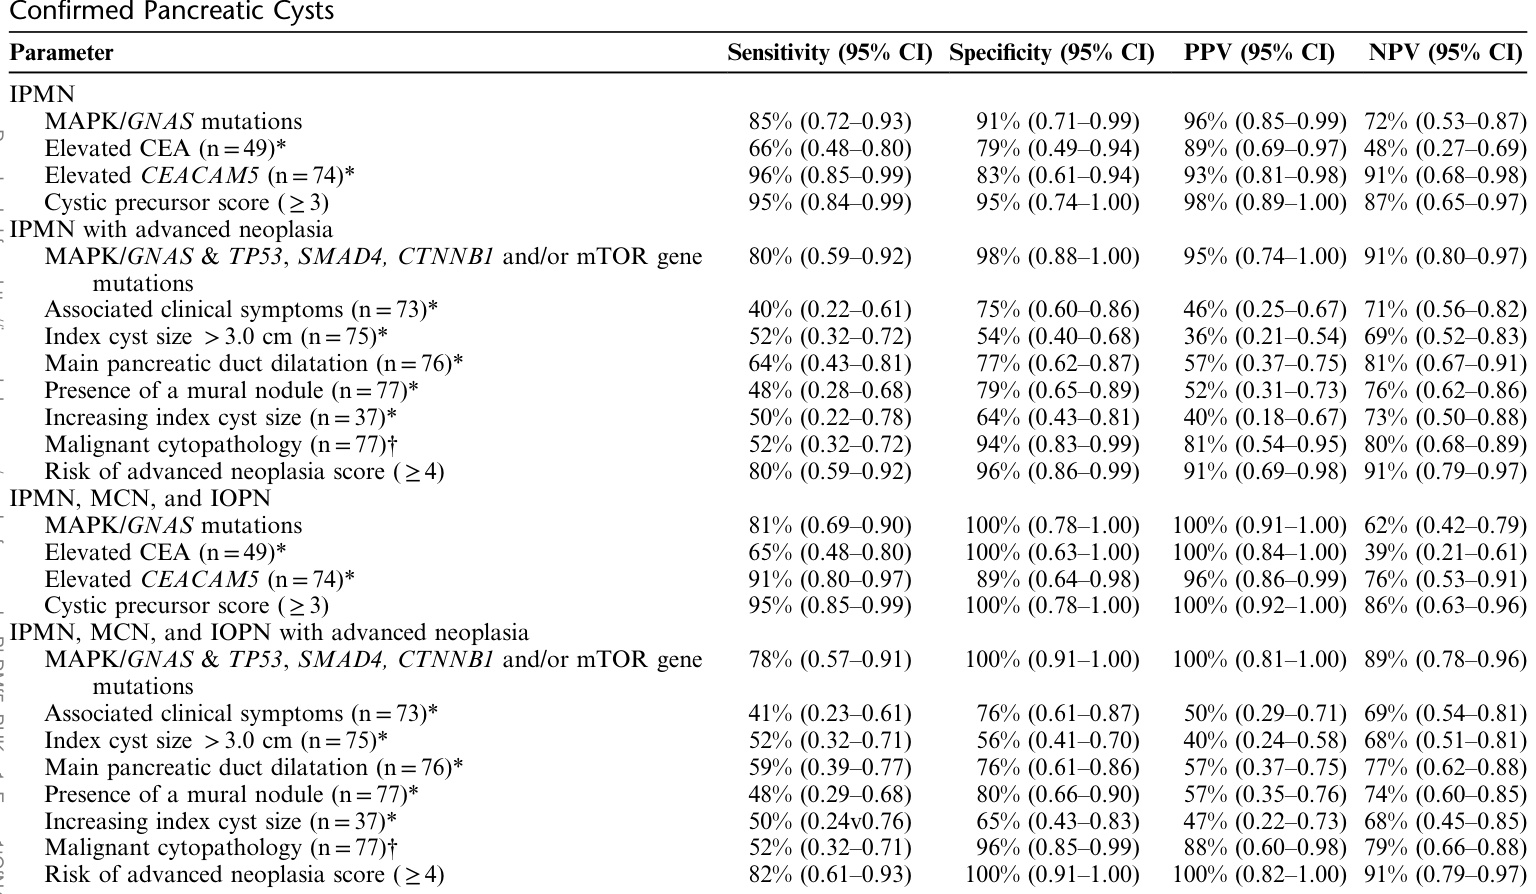 Confirmed Pancreatic Cysts
Parameter Sensitivity (95% CI) Specificity (95% CI) PPV (95% CI) NPV (95% CI)
IPMN
MAPK/GNAS mutations 85% (0.72–0.93) 91% (0.71–0.99) 96% (0.85–0.99) 72% (0.53–0.87)
Elevated CEA (n=49)* 66% (0.48–0.80) 79% (0.49–0.94) 89% (0.69–0.97) 48% (0.27–0.69)
Elevated CEACAM5 (n=74)* 96% (0.85–0.99) 83% (0.61–0.94) 93% (0.81–0.98) 91% (0.68–0.98)
Cystic precursor score (≥3) 95% (0.84–0.99) 95% (0.74–1.00) 98% (0.89–1.00) 87% (0.65–0.97)
IPMN with advanced neoplasia
MAPK/GNAS & TP53, SMAD4, CTNNB1 and/or mTOR gene 80% (0.59–0.92) 98% (0.88–1.00) 95% (0.74–1.00) 91% (0.80–0.97)
mutations
Associated clinical symptoms (n=73)* 40% (0.22–0.61) 75% (0.60–0.86) 46% (0.25–0.67) 71% (0.56–0.82)
Index cyst size >3.0 cm (n=75)* 52% (0.32–0.72) 54% (0.40–0.68) 36% (0.21–0.54) 69% (0.52–0.83)
Main pancreatic duct dilatation (n=76)* 64% (0.43–0.81) 77% (0.62–0.87) 57% (0.37–0.75) 81% (0.67–0.91)
Presence of a mural nodule (n=77)* 48% (0.28–0.68) 79% (0.65–0.89) 52% (0.31–0.73) 76% (0.62–0.86)
Increasing index cyst size (n=37)* 50% (0.22–0.78) 64% (0.43–0.81) 40% (0.18–0.67) 73% (0.50–0.88)
Malignant cytopathology (n=77)† 52% (0.32–0.72) 94% (0.83–0.99) 81% (0.54–0.95) 80% (0.68–0.89)
Risk of advanced neoplasia score (≥4) 80% (0.59–0.92) 96% (0.86–0.99) 91% (0.69–0.98) 91% (0.79–0.97)
IPMN, MCN, and IOPN
MAPK/GNAS mutations 81% (0.69–0.90) 100% (0.78–1.00) 100% (0.91–1.00) 62% (0.42–0.79)
Elevated CEA (n=49)* 65% (0.48–0.80) 100% (0.63–1.00) 100% (0.84–1.00) 39% (0.21–0.61)
Elevated CEACAM5 (n=74)* 91% (0.80–0.97) 89% (0.64–0.98) 96% (0.86–0.99) 76% (0.53–0.91)
Cystic precursor score (≥3) 95% (0.85–0.99) 100% (0.78–1.00) 100% (0.92–1.00) 86% (0.63–0.96)
IPMN, MCN, and IOPN with advanced neoplasia
MAPK/GNAS & TP53, SMAD4, CTNNB1 and/or mTOR gene 78% (0.57–0.91) 100% (0.91–1.00) 100% (0.81–1.00) 89% (0.78–0.96)
mutations
Associated clinical symptoms (n=73)* 41% (0.23–0.61) 76% (0.61–0.87) 50% (0.29–0.71) 69% (0.54–0.81)
Index cyst size >3.0 cm (n=75)* 52% (0.32–0.71) 56% (0.41–0.70) 40% (0.24–0.58) 68% (0.51–0.81)
Main pancreatic duct dilatation (n=76)* 59% (0.39–0.77) 76% (0.61–0.86) 57% (0.37–0.75) 77% (0.62–0.88)
Presence of a mural nodule (n=77)* 48% (0.29–0.68) 80% (0.66–0.90) 57% (0.35–0.76) 74% (0.60–0.85)
Increasing index cyst size (n=37)* 50% (0.24v0.76) 65% (0.43–0.83) 47% (0.22–0.73) 68% (0.45–0.85)
Malignant cytopathology (n=77)† 52% (0.32–0.71) 96% (0.85–0.99) 88% (0.60–0.98) 79% (0.66–0.88)
Risk of advanced neoplasia score (≥4) 82% (0.61–0.93) 100% (0.91–1.00) 100% (0.82–1.00) 91% (0.79–0.97)